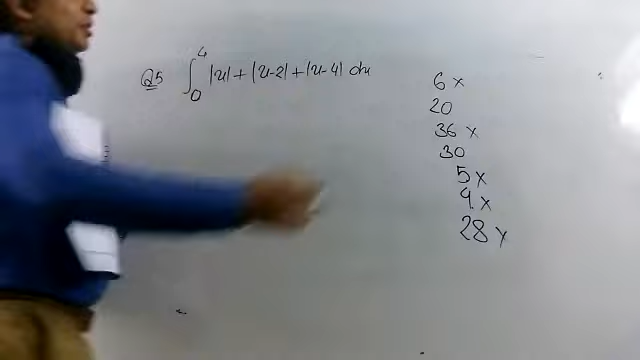 Q5 ∫₀⁴ |x| + |x-2| + |x-4| dx
6 x
20
36 x
30
5 x
9 x
28 x